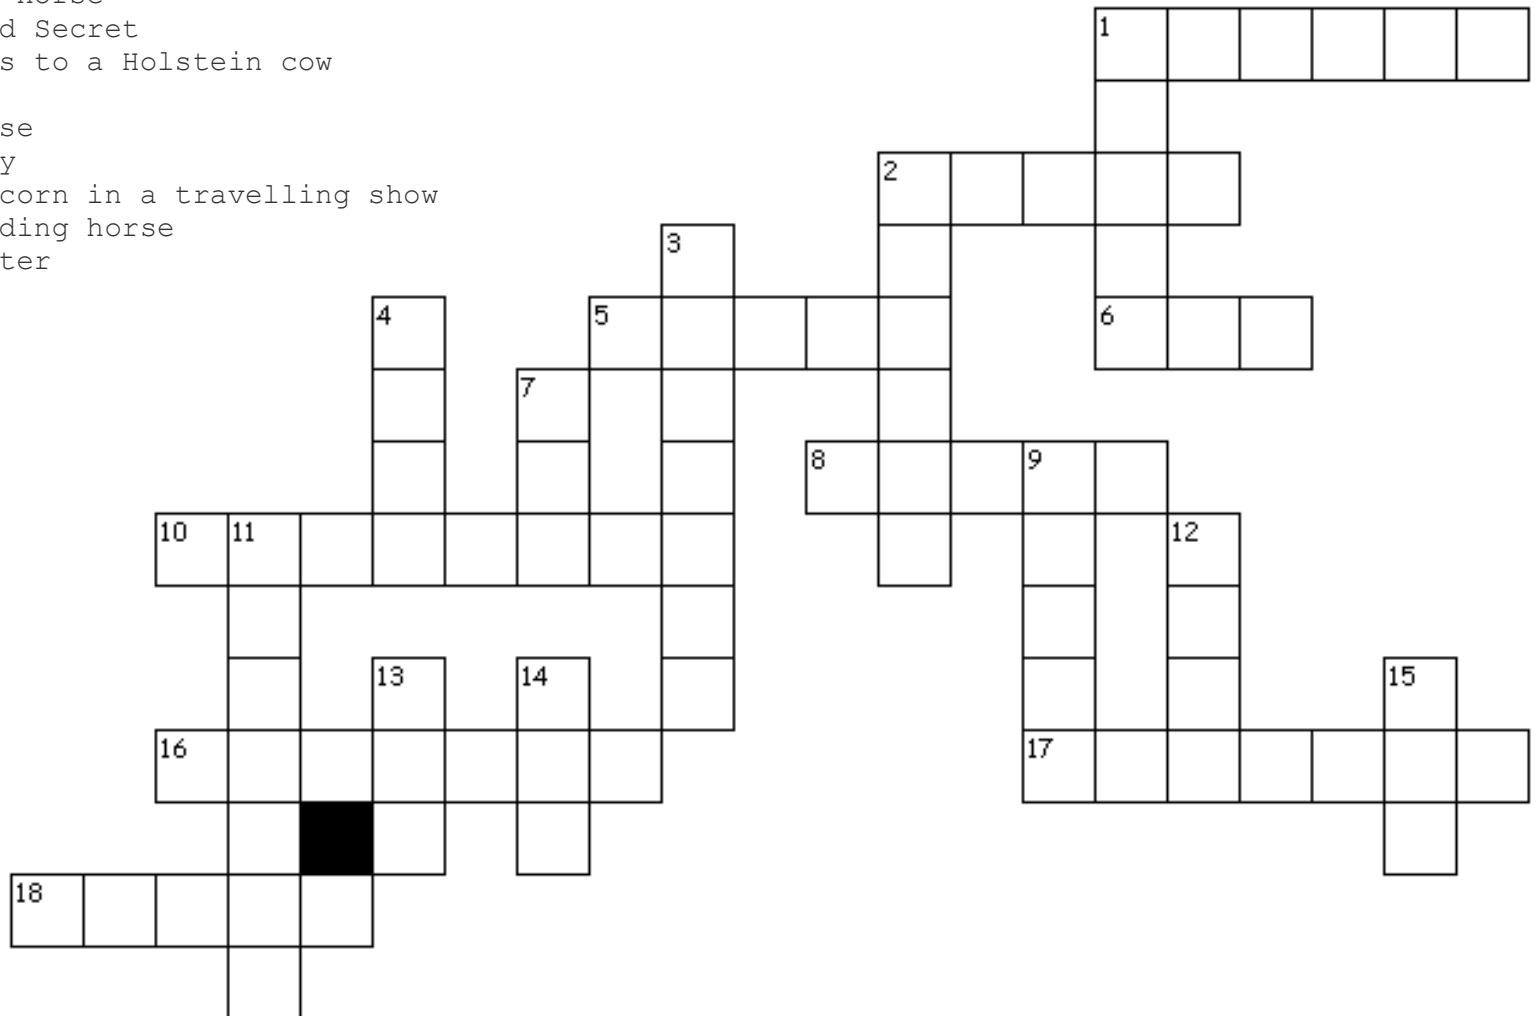 Horse
d Secret
s to a Holstein cow
se
y
corn in a travelling show
ding horse
ter
1
2
3
4 5 6
7
8 9
10 11 12
13 14 15
16 17
18